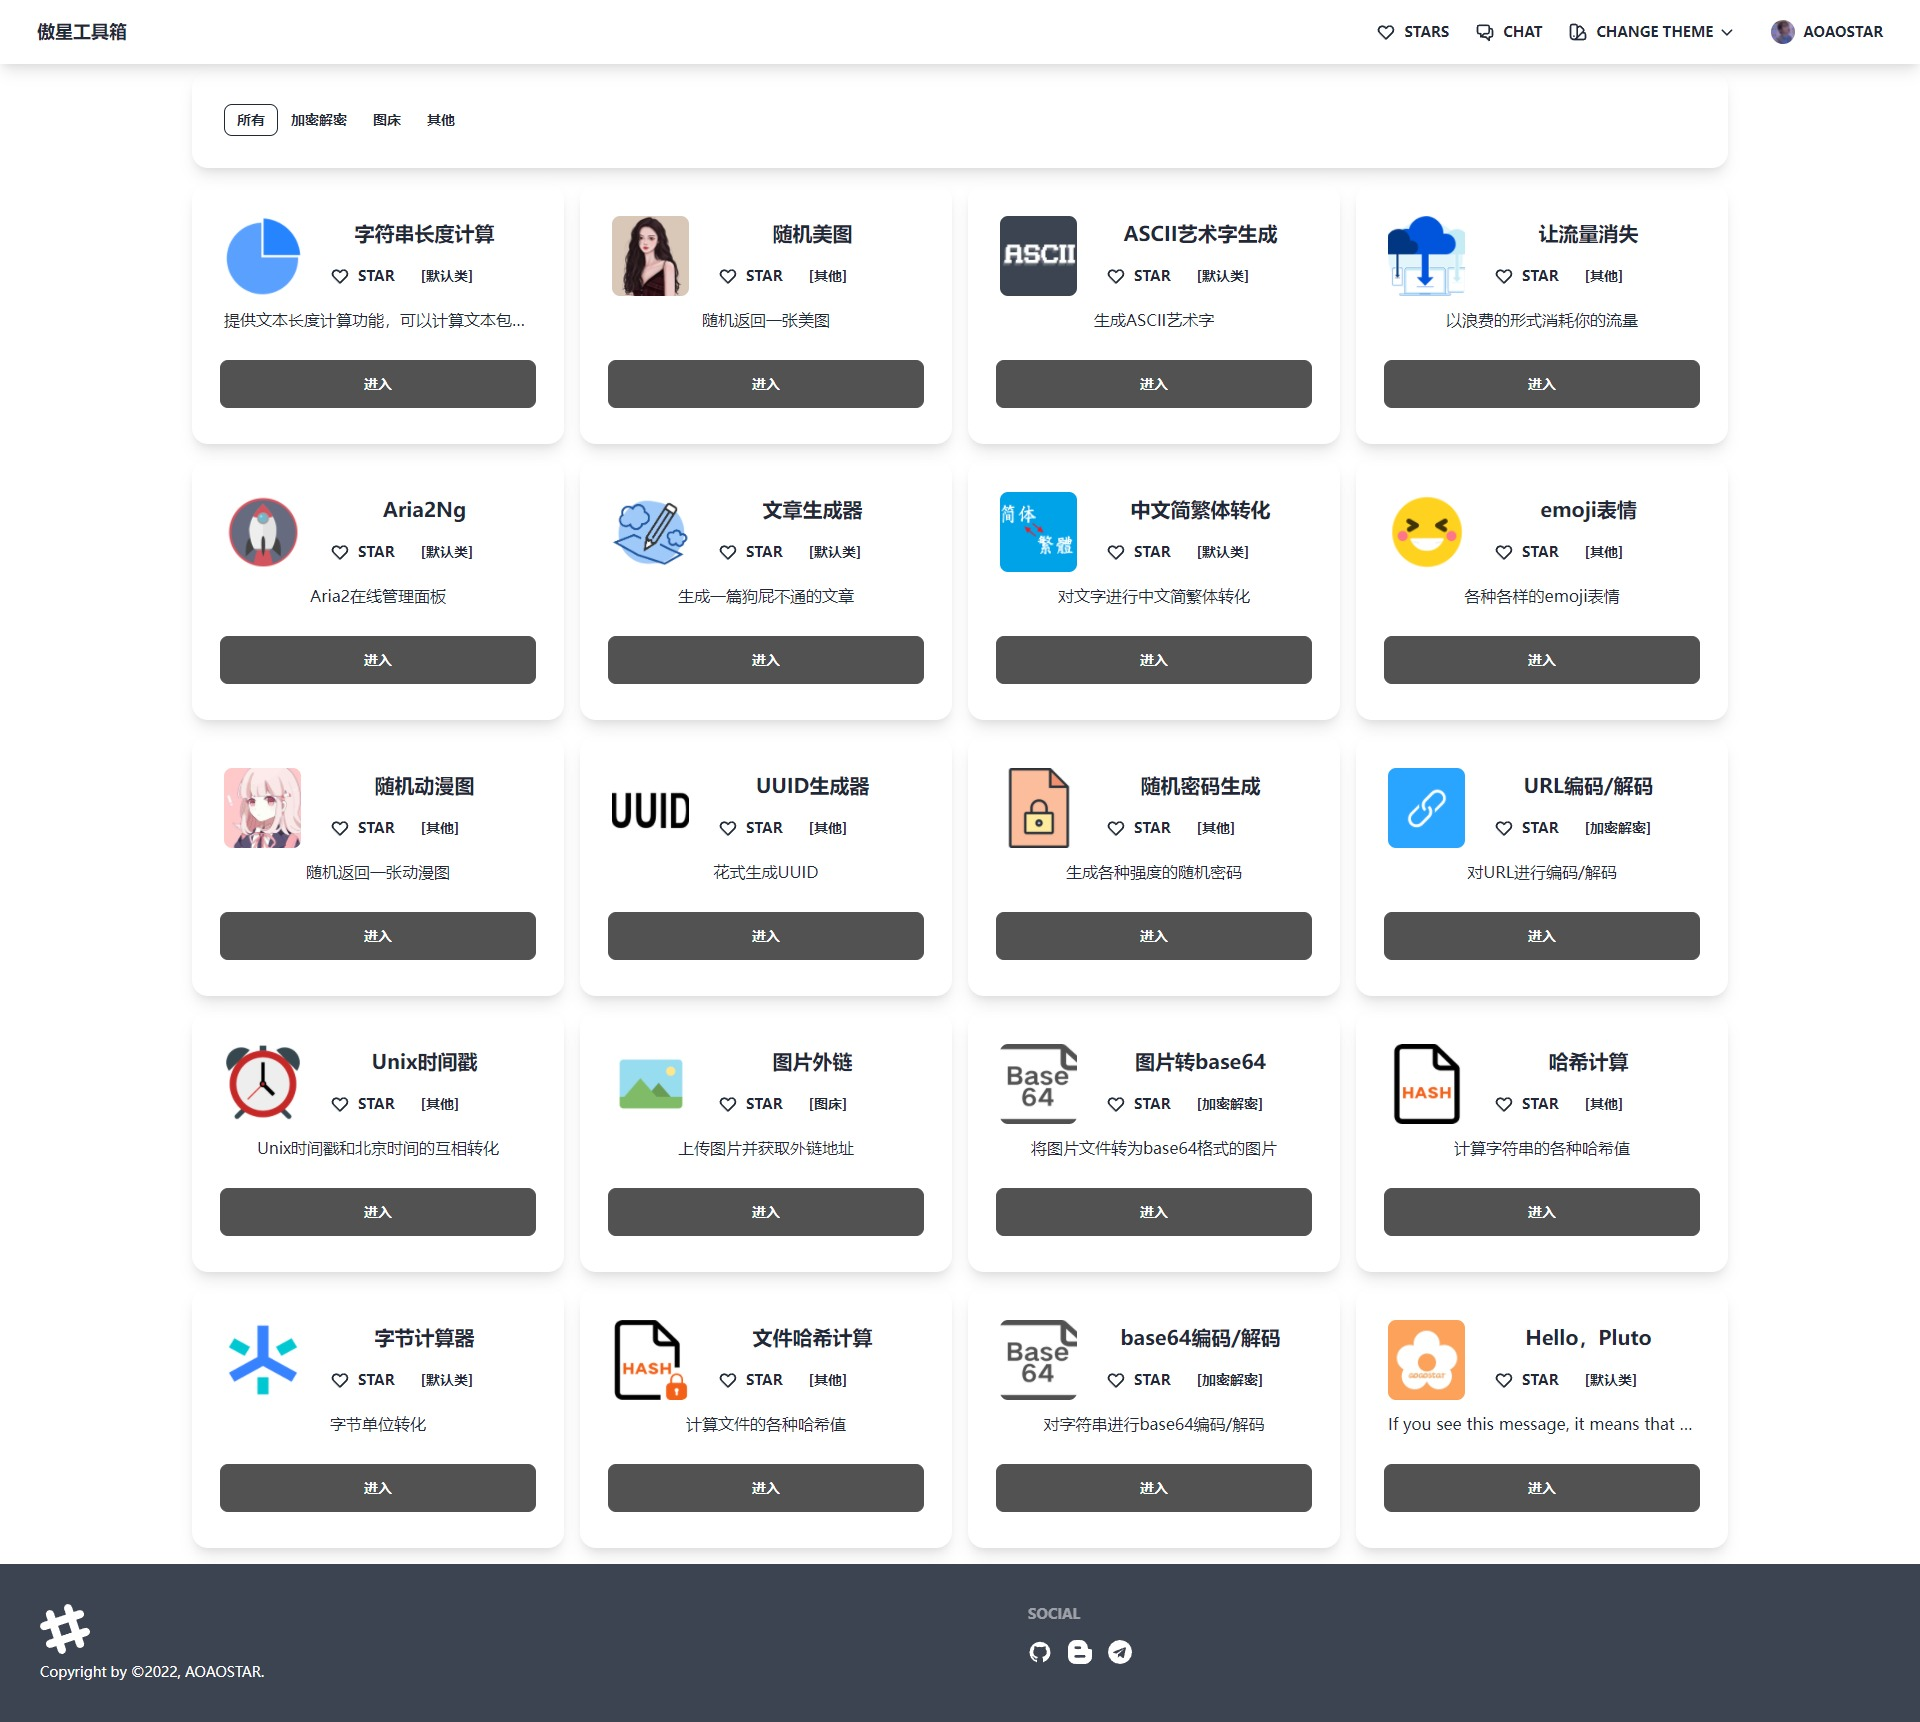 傲星工具箱
STARS
CHAT
CHANGE THEME
AOAOSTAR
所有
加密解密
图床
其他
字符串长度计算
STAR
[默认类]
提供文本长度计算功能，可以计算文本包...
进入
随机美图
STAR
[其他]
随机返回一张美图
进入
ASCII
ASCII艺术字生成
STAR
[默认类]
生成ASCII艺术字
进入
让流量消失
STAR
[其他]
以浪费的形式消耗你的流量
进入
Aria2Ng
STAR
[默认类]
Aria2在线管理面板
进入
文章生成器
STAR
[默认类]
生成一篇狗屁不通的文章
进入
简体
繁體
中文简繁体转化
STAR
[默认类]
对文字进行中文简繁体转化
进入
emoji表情
STAR
[其他]
各种各样的emoji表情
进入
随机动漫图
STAR
[其他]
随机返回一张动漫图
进入
UUID
UUID生成器
STAR
[其他]
花式生成UUID
进入
随机密码生成
STAR
[其他]
生成各种强度的随机密码
进入
URL编码/解码
STAR
[加密解密]
对URL进行编码/解码
进入
Unix时间戳
STAR
[其他]
Unix时间戳和北京时间的互相转化
进入
图片外链
STAR
[图床]
上传图片并获取外链地址
进入
Base
64
图片转base64
STAR
[加密解密]
将图片文件转为base64格式的图片
进入
HASH
哈希计算
STAR
[其他]
计算字符串的各种哈希值
进入
字节计算器
STAR
[默认类]
字节单位转化
进入
HASH
文件哈希计算
STAR
[其他]
计算文件的各种哈希值
进入
Base
64
base64编码/解码
STAR
[加密解密]
对字符串进行base64编码/解码
进入
aoaostar
Hello，Pluto
STAR
[默认类]
If you see this message, it means that ...
进入
Copyright by ©2022, AOAOSTAR.
SOCIAL